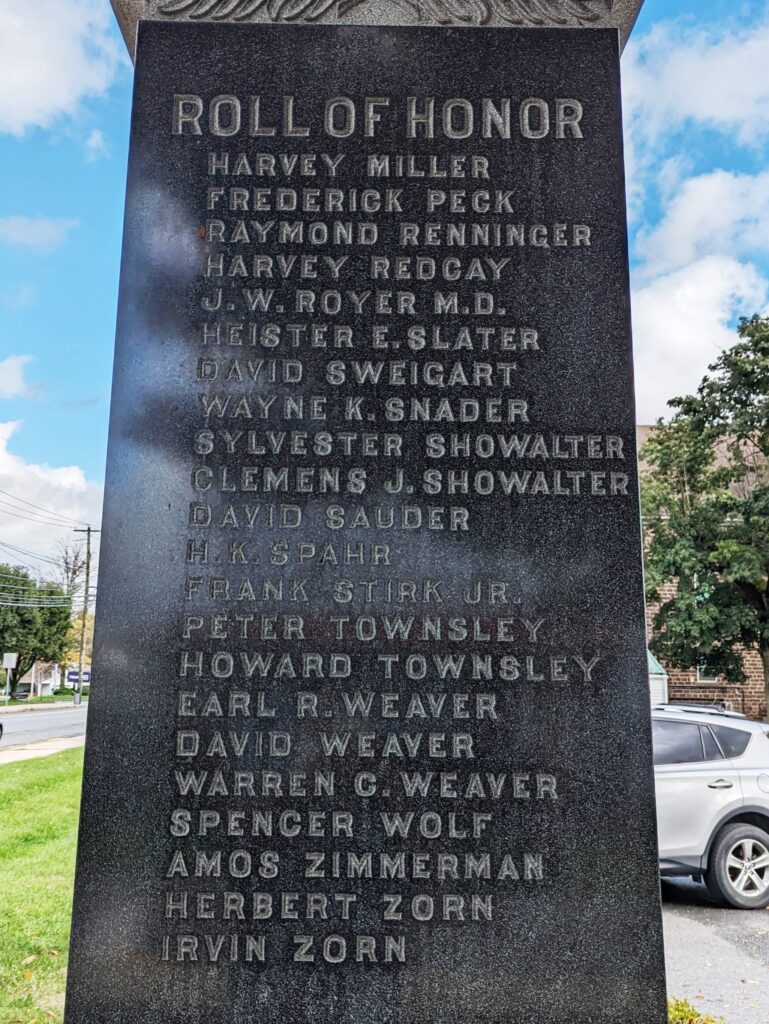 ROLL OF HONOR
HARVEY MILLER
FREDERICK PECK
RAYMOND RENNINGER
HARVEY REDCAY
J. W. ROYER M.D.
HEISTER E. SLATER
DAVID SWEIGART
WAYNE K. SNADER
SYLVESTER SHOWALTER
CLEMENS J. SHOWALTER
DAVID SAUDER
H. K. SPAHR
FRANK STIRK JR.
PETER TOWNSLEY
HOWARD TOWNSLEY
EARL R. WEAVER
DAVID WEAVER
WARREN G. WEAVER
SPENCER WOLF
AMOS ZIMMERMAN
HERBERT ZORN
IRVIN ZORN